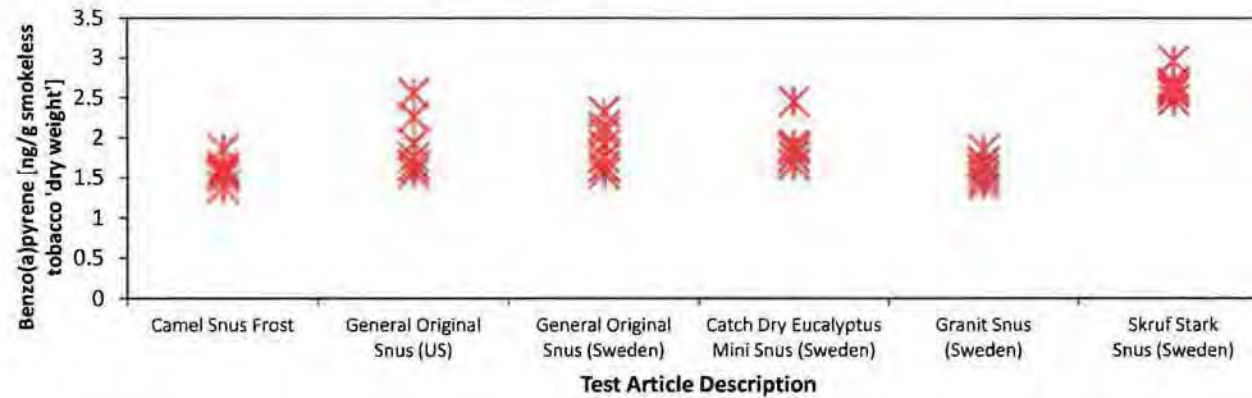 Benzo(a)pyrene [ng/g smokeless
tobacco 'dry weight']
3.5
3
2.5
2
1.5
1
0.5
0
Camel Snus Frost
General Original
Snus (US)
General Original
Snus (Sweden)
Catch Dry Eucalyptus
Mini Snus (Sweden)
Granit Snus
(Sweden)
Skruf Stark
Snus (Sweden)
Test Article Description